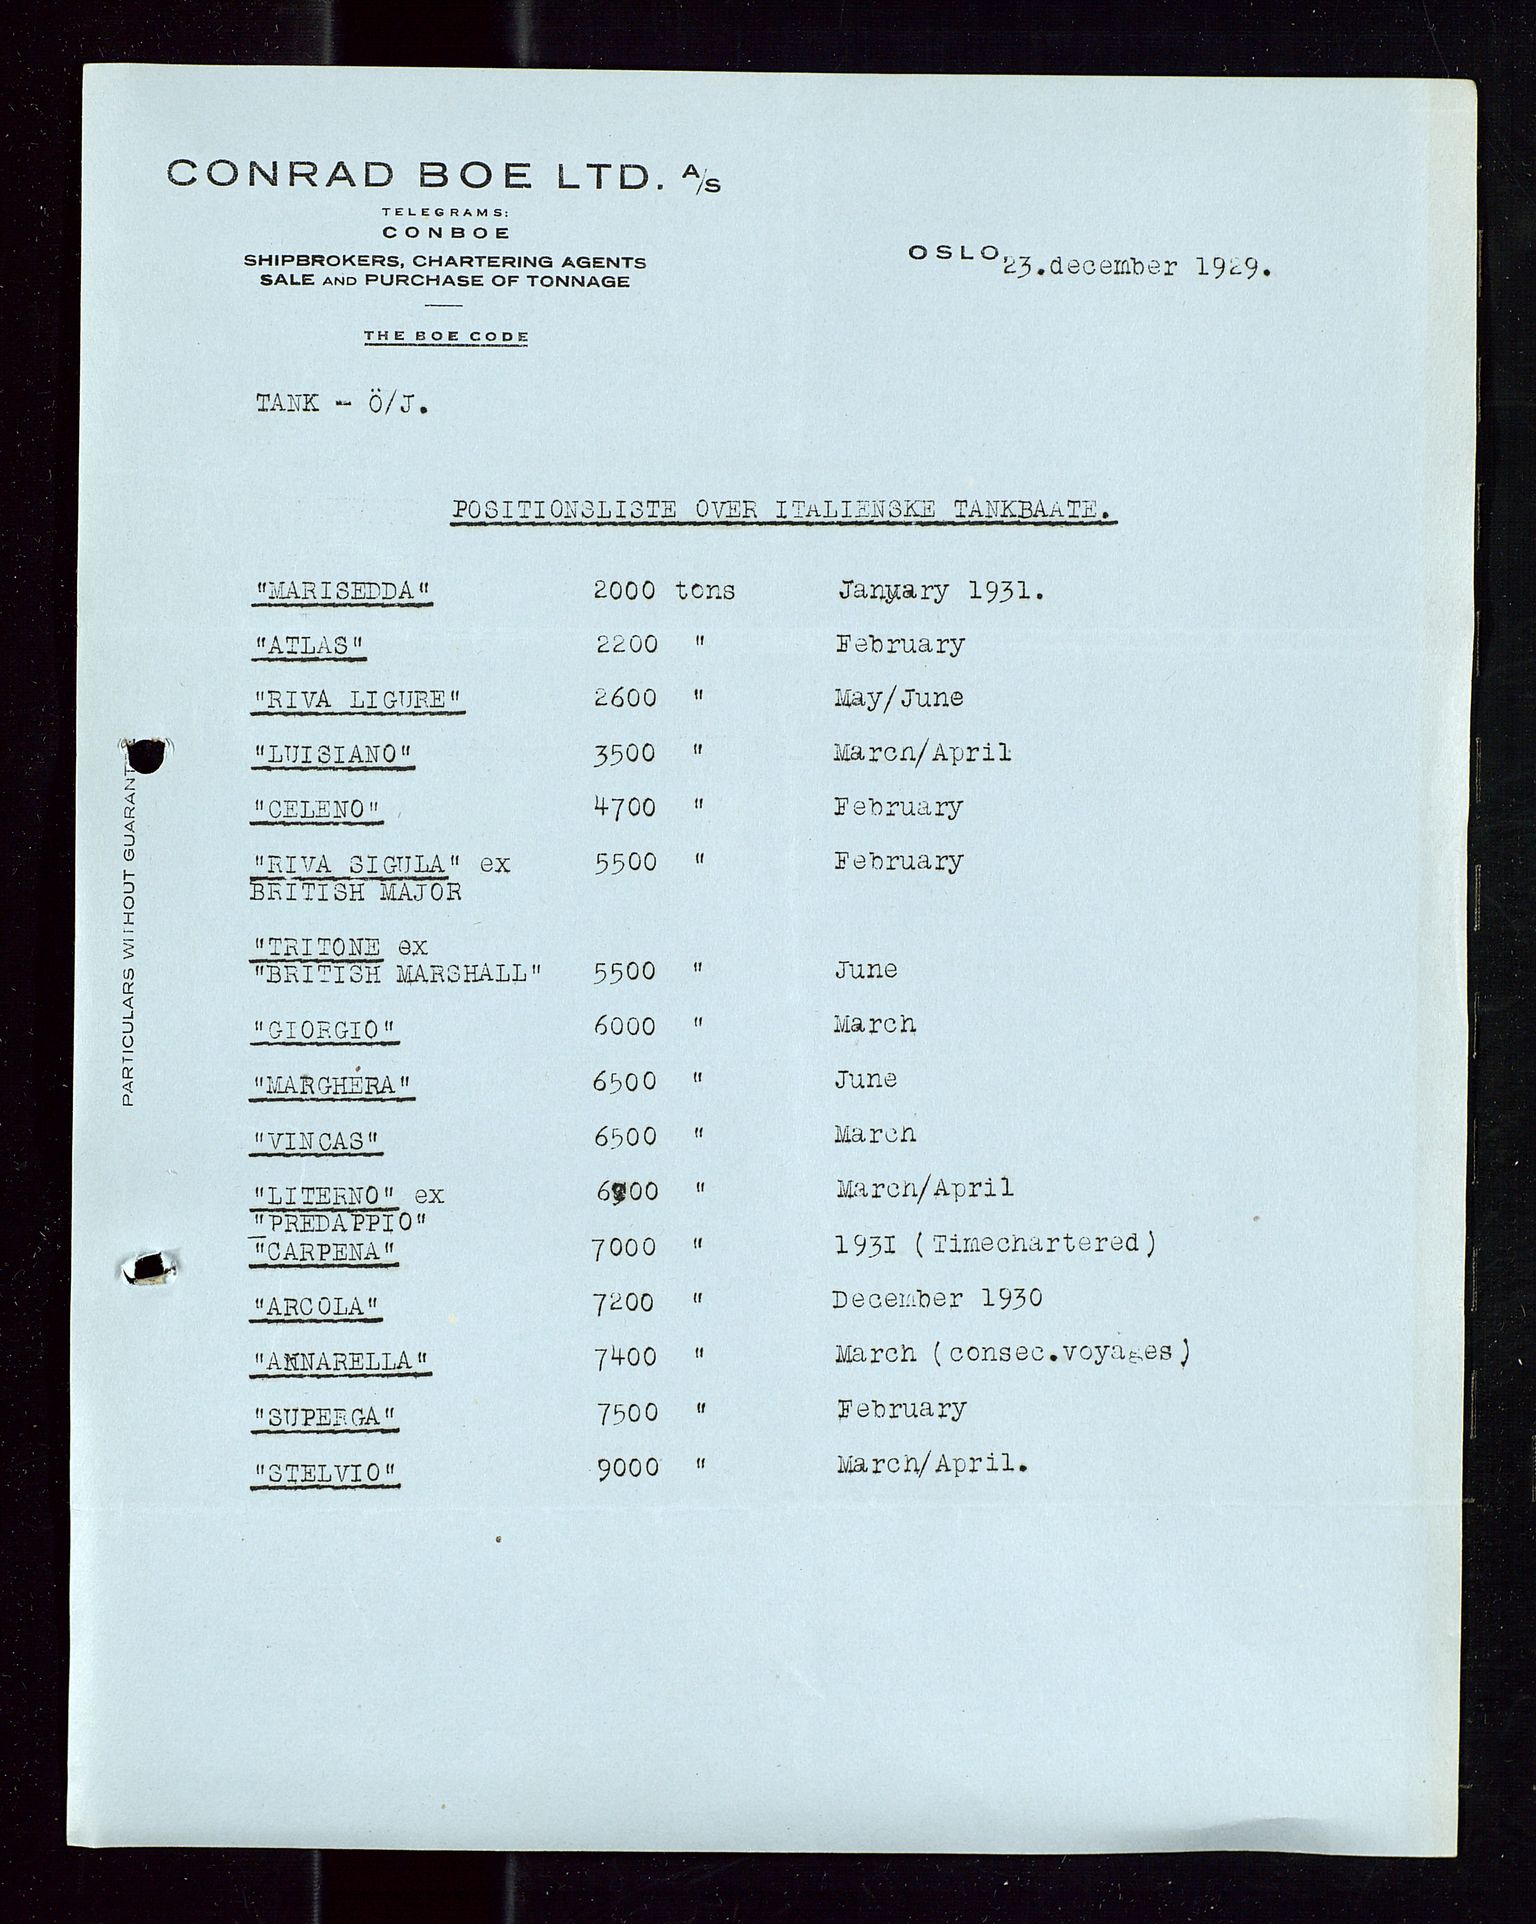 CONRAD BOE LTD. A/S
TELEGRAMS:
CONBOE
SHIPBROKERS, CHARTERING AGENTS
SALE AND PURCHASE OF TONNAGE
THE BOE CODE
OSLO, 23.december 1929.
TANK - Ö/J.
POSITIONSLISTE OVER ITALIENSKE TANKBAATE.
"MARISEDDA" 2000 tons January 1931.
"ATLAS" 2200 " February
"RIVA LIGURE" 2600 " May/June
"LUISIANO" 3500 " March/April
"CELENO" 4700 " February
"RIVA SIGULA" ex 5500 " February
BRITISH MAJOR
"TRITONE ex
"BRITISH MARSHALL" 5500 " June
"GIORGIO" 6000 " March
"MARGHERA" 6500 " June
"VINCAS" 6500 " March
"LITERNO" ex 6900 " March/April
"PREDAPPIO"
"CARPENA" 7000 " 193I (Timechartered)
"ARCOLA" 7200 " December 1930
"ANNARELLA" 7400 " March (consec.voyages)
"SUPERGA" 7500 " February
"STELVIO" 9000 " March/April.
PARTICULARS WITHOUT GUARANT